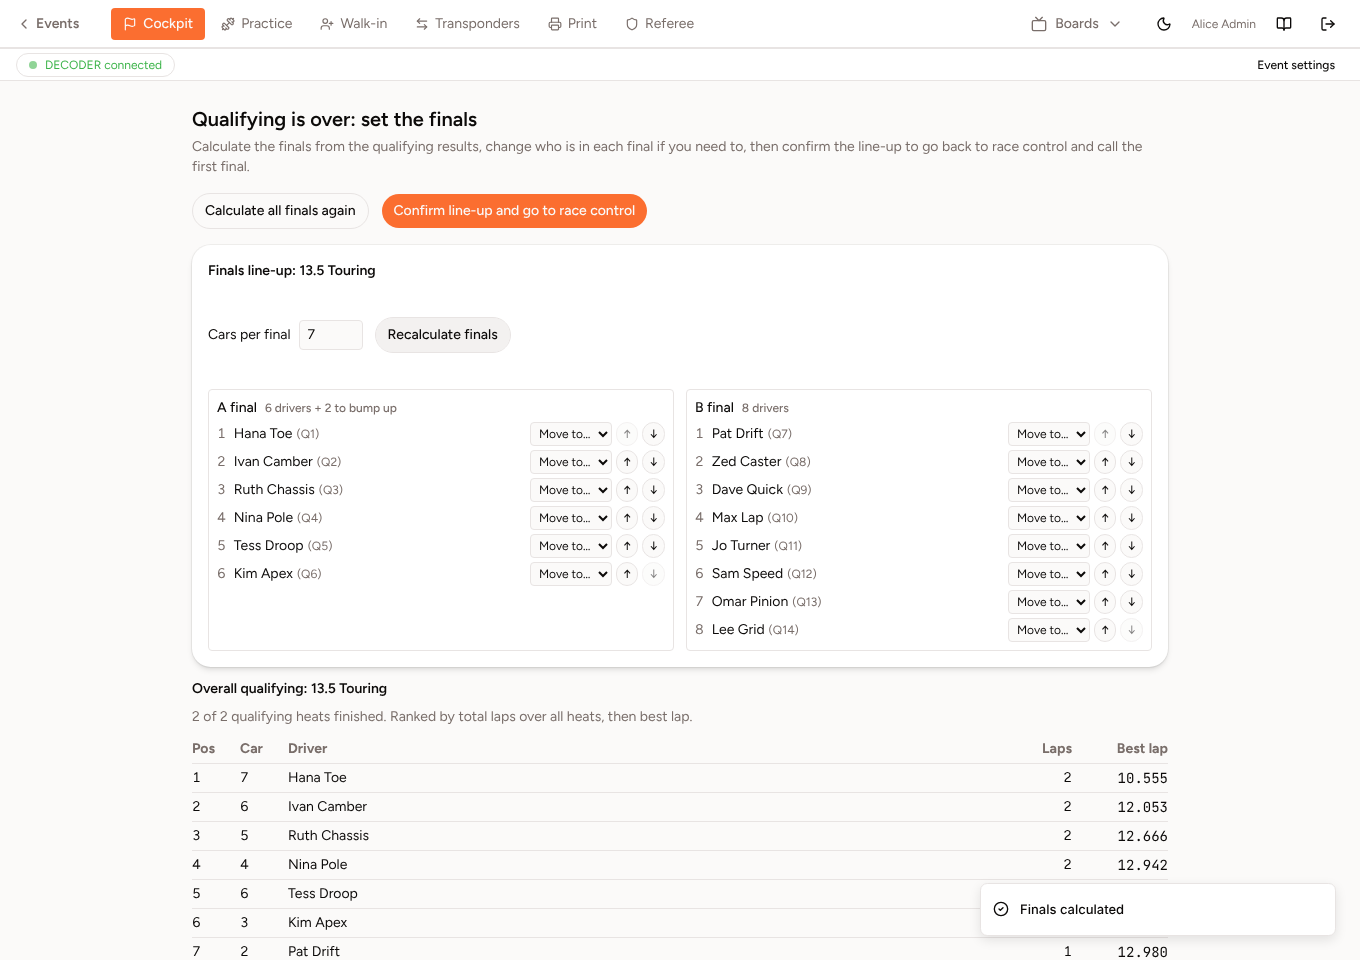 Events Cockpit Practice Walk-in Transponders Print Referee Boards Alice Admin
DECODER connected Event settings
Qualifying is over: set the finals
Calculate the finals from the qualifying results, change who is in each final if you need to, then confirm the line-up to go back to race control and call the
first final.
Calculate all finals again Confirm line-up and go to race control
Finals line-up: 13.5 Touring
Cars per final 7 Recalculate finals
A final 6 drivers + 2 to bump up
1 Hana Toe (Q1) Move to... ↑ ↓
2 Ivan Camber (Q2) Move to... ↑ ↓
3 Ruth Chassis (Q3) Move to... ↑ ↓
4 Nina Pole (Q4) Move to... ↑ ↓
5 Tess Droop (Q5) Move to... ↑ ↓
6 Kim Apex (Q6) Move to... ↑ ↓
B final 8 drivers
1 Pat Drift (Q7) Move to... ↑ ↓
2 Zed Caster (Q8) Move to... ↑ ↓
3 Dave Quick (Q9) Move to... ↑ ↓
4 Max Lap (Q10) Move to... ↑ ↓
5 Jo Turner (Q11) Move to... ↑ ↓
6 Sam Speed (Q12) Move to... ↑ ↓
7 Omar Pinion (Q13) Move to... ↑ ↓
8 Lee Grid (Q14) Move to... ↑ ↓
Overall qualifying: 13.5 Touring
2 of 2 qualifying heats finished. Ranked by total laps over all heats, then best lap.
Pos Car Driver Laps Best lap
1 7 Hana Toe 2 10.555
2 6 Ivan Camber 2 12.053
3 5 Ruth Chassis 2 12.666
4 4 Nina Pole 2 12.942
5 6 Tess Droop
6 3 Kim Apex
7 2 Pat Drift 1 12.980
Finals calculated